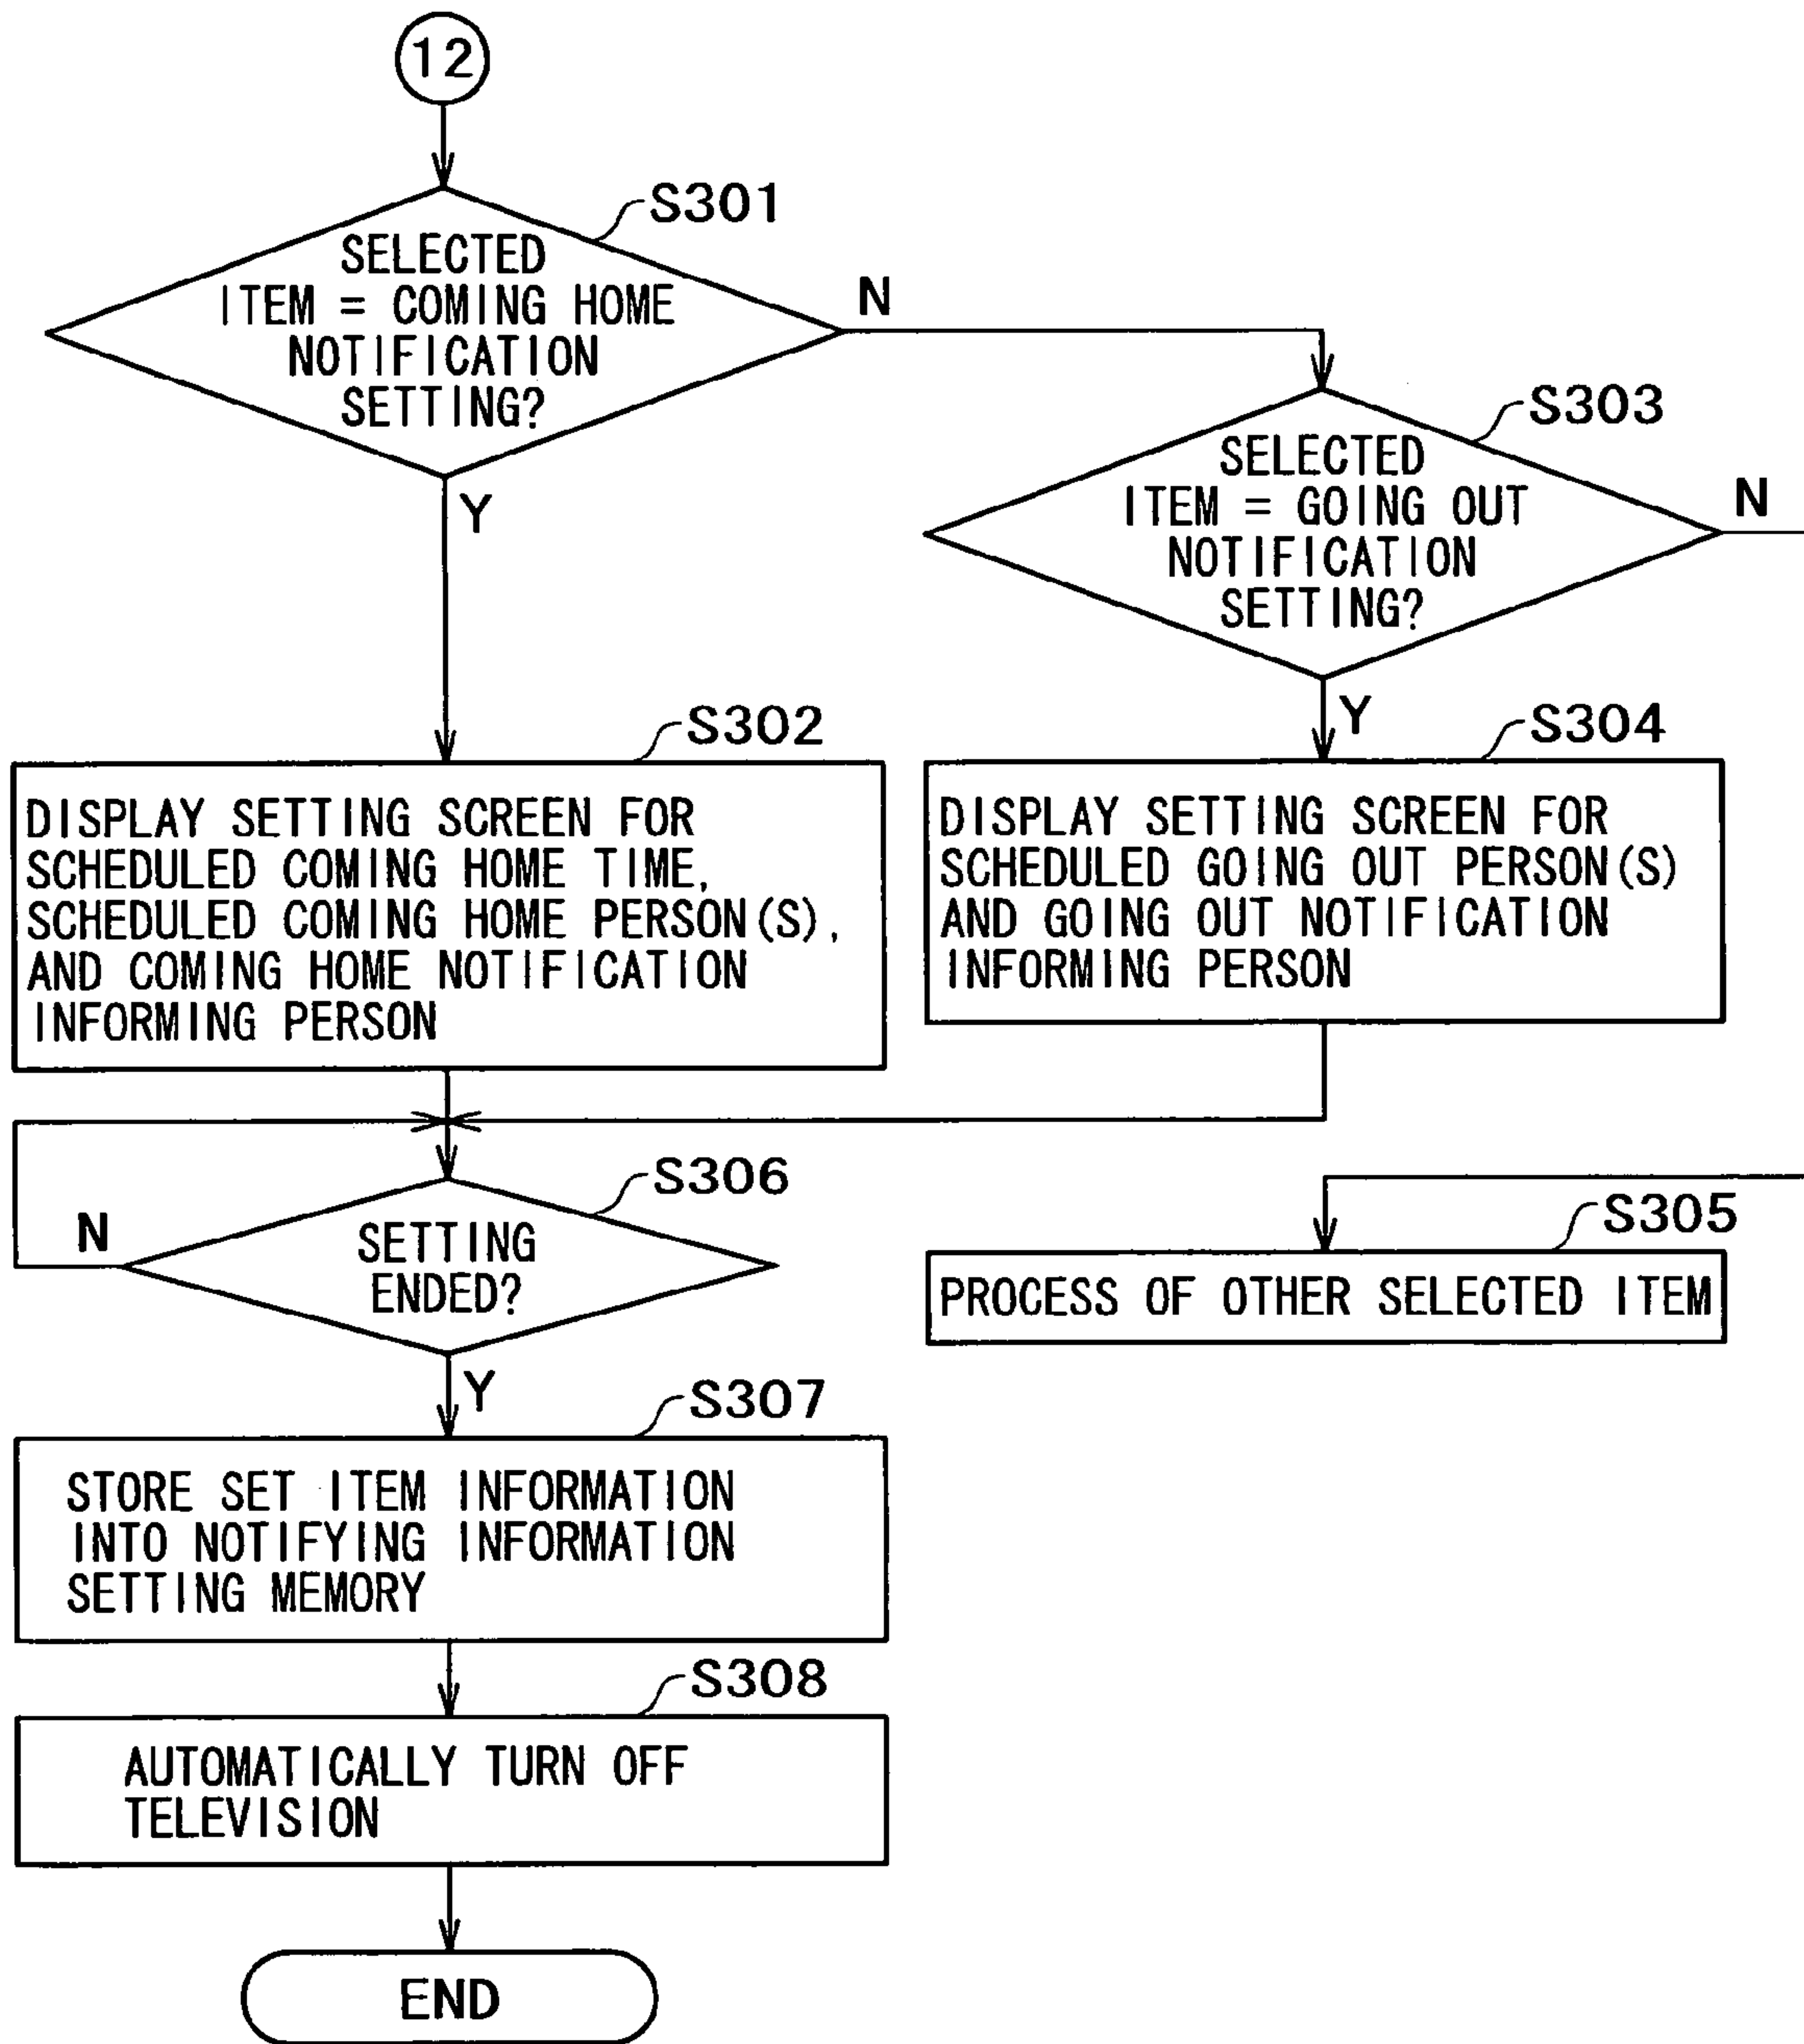 12
S301
SELECTED
ITEM = COMING HOME
NOTIFICATION
SETTING?
N
Y
S303
SELECTED
ITEM = GOING OUT
NOTIFICATION
SETTING?
N
Y
S302
DISPLAY SETTING SCREEN FOR
SCHEDULED COMING HOME TIME,
SCHEDULED COMING HOME PERSON(S),
AND COMING HOME NOTIFICATION
INFORMING PERSON
S304
DISPLAY SETTING SCREEN FOR
SCHEDULED GOING OUT PERSON(S)
AND GOING OUT NOTIFICATION
INFORMING PERSON
S306
SETTING
ENDED?
N
Y
S305
PROCESS OF OTHER SELECTED ITEM
S307
STORE SET ITEM INFORMATION
INTO NOTIFYING INFORMATION
SETTING MEMORY
S308
AUTOMATICALLY TURN OFF
TELEVISION
END